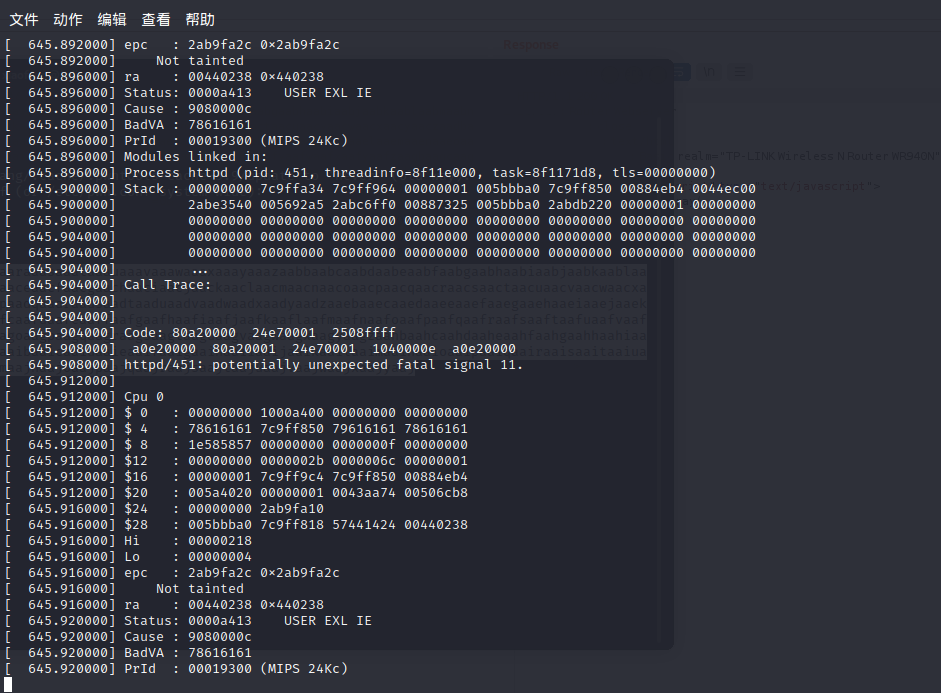 文件 动作 编辑 查看 帮助
[  645.892000] epc   : 2ab9fa2c 0×2ab9fa2c
[  645.892000]     Not tainted
[  645.896000] ra    : 00440238 0×440238
[  645.896000] Status: 0000a413    USER EXL IE
[  645.896000] Cause : 9080000c
[  645.896000] BadVA : 78616161
[  645.896000] PrId  : 00019300 (MIPS 24Kc)
[  645.896000] Modules linked in:
[  645.896000] Process httpd (pid: 451, threadinfo=8f11e000, task=8f1171d8, tls=00000000)
[  645.900000] Stack : 00000000 7c9ffa34 7c9ff964 00000001 005bbba0 7c9ff850 00884eb4 0044ec00
[  645.900000]         2abe3540 005692a5 2abc6ff0 00887325 005bbba0 2abdb220 00000001 00000000
[  645.900000]         00000000 00000000 00000000 00000000 00000000 00000000 00000000 00000000
[  645.904000]         00000000 00000000 00000000 00000000 00000000 00000000 00000000 00000000
[  645.904000]         00000000 00000000 00000000 00000000 00000000 00000000 00000000 00000000
[  645.904000]         ...
[  645.904000] Call Trace:
[  645.904000]
[  645.904000]
[  645.904000] Code: 80a20000  24e70001  2508ffff
[  645.908000]  a0e20000  80a20001  24e70001  1040000e  a0e20000
[  645.908000] httpd/451: potentially unexpected fatal signal 11.
[  645.912000]
[  645.912000] Cpu 0
[  645.912000] $ 0   : 00000000 1000a400 00000000 00000000
[  645.912000] $ 4   : 78616161 7c9ff850 79616161 78616161
[  645.912000] $ 8   : 1e585857 00000000 0000000f 00000000
[  645.912000] $12   : 00000000 0000002b 0000006c 00000001
[  645.912000] $16   : 00000001 7c9ff9c4 7c9ff850 00884eb4
[  645.912000] $20   : 005a4020 00000001 0043aa74 00506cb8
[  645.916000] $24   : 00000000 2ab9fa10
[  645.916000] $28   : 005bbba0 7c9ff818 57441424 00440238
[  645.916000] Hi    : 00000218
[  645.916000] Lo    : 00000004
[  645.916000] epc   : 2ab9fa2c 0×2ab9fa2c
[  645.916000]     Not tainted
[  645.916000] ra    : 00440238 0×440238
[  645.920000] Status: 0000a413    USER EXL IE
[  645.920000] Cause : 9080000c
[  645.920000] BadVA : 78616161
[  645.920000] PrId  : 00019300 (MIPS 24Kc)
Response
realm="TP-LINK Wireless N Router WR940N"
"text/javascript">